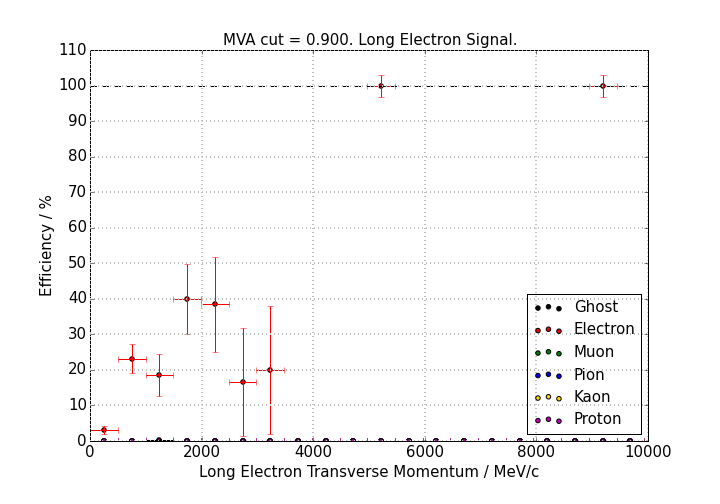 MVA cut = 0.900. Long Electron Signal.
110
100
90
80
70
60
50
40
30
20
10
0
Efficiency / %
Ghost
Electron
Muon
Pion
Kaon
Proton
0 2000 4000 6000 8000 10000
Long Electron Transverse Momentum / MeV/c